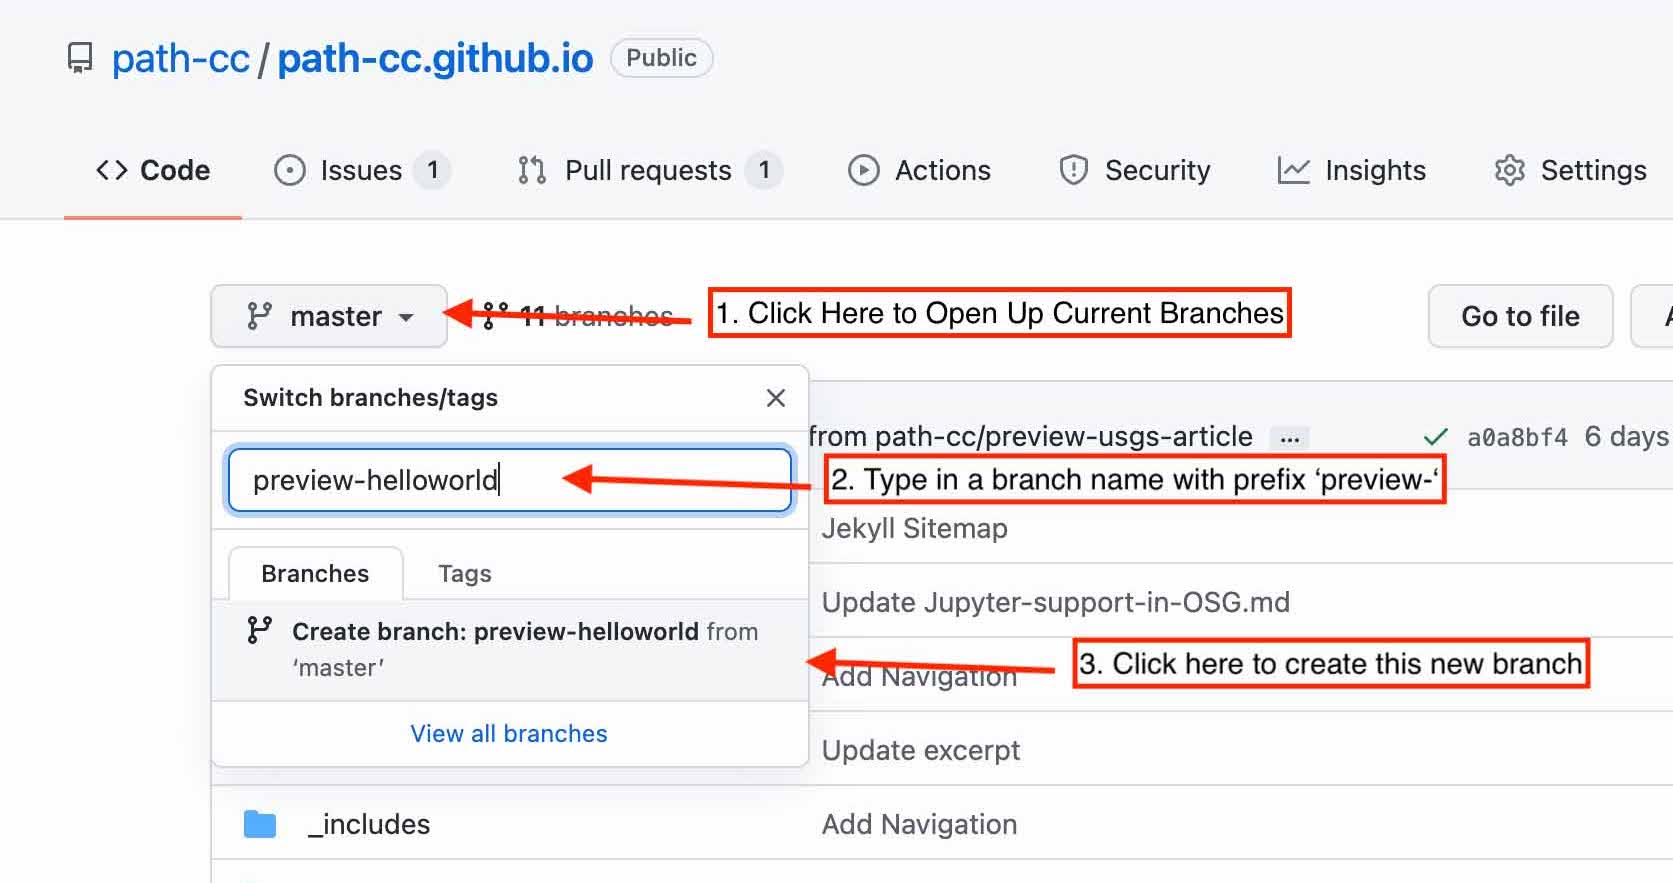 path-cc / path-cc.github.io Public
Code Issues 1 Pull requests 1 Actions Security Insights Settings
master 11 branches 1. Click Here to Open Up Current Branches Go to file A
Switch branches/tags
from path-cc/preview-usgs-article ... a0a8bf4 6 days
preview-helloworld 2. Type in a branch name with prefix ‘preview-‘
Jekyll Sitemap
Branches Tags
Update Jupyter-support-in-OSG.md
Create branch: preview-helloworld from
‘master’
3. Click here to create this new branch
Add Navigation
View all branches
Update excerpt
_includes Add Navigation